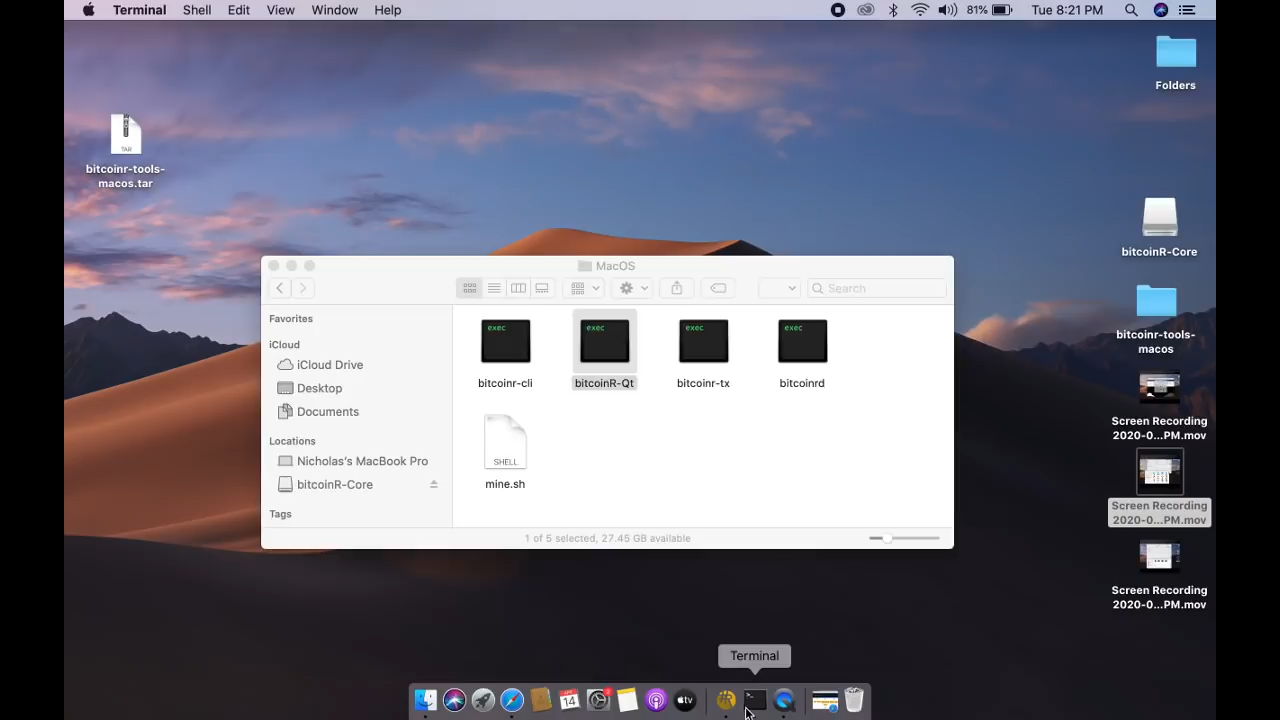 Terminal Shell Edit View Window Help 81% Tue 8:21 PM
Folders
TAR
bitcoinr-tools-
macos.tar
bitcoinR-Core
bitcoinr-tools-
macos
Screen Recording
2020-0...PM.mov
Screen Recording
2020-0...PM.mov
Screen Recording
2020-0...PM.mov
MacOS
Search
Favorites
iCloud
iCloud Drive
Desktop
Documents
Locations
Nicholas's MacBook Pro
bitcoinR-Core
Tags
exec exec exec exec
bitcoinr-cli bitcoinR-Qt bitcoinr-tx bitcoinrd
SHELL
mine.sh
1 of 5 selected, 27.45 GB available
Terminal
14
tv